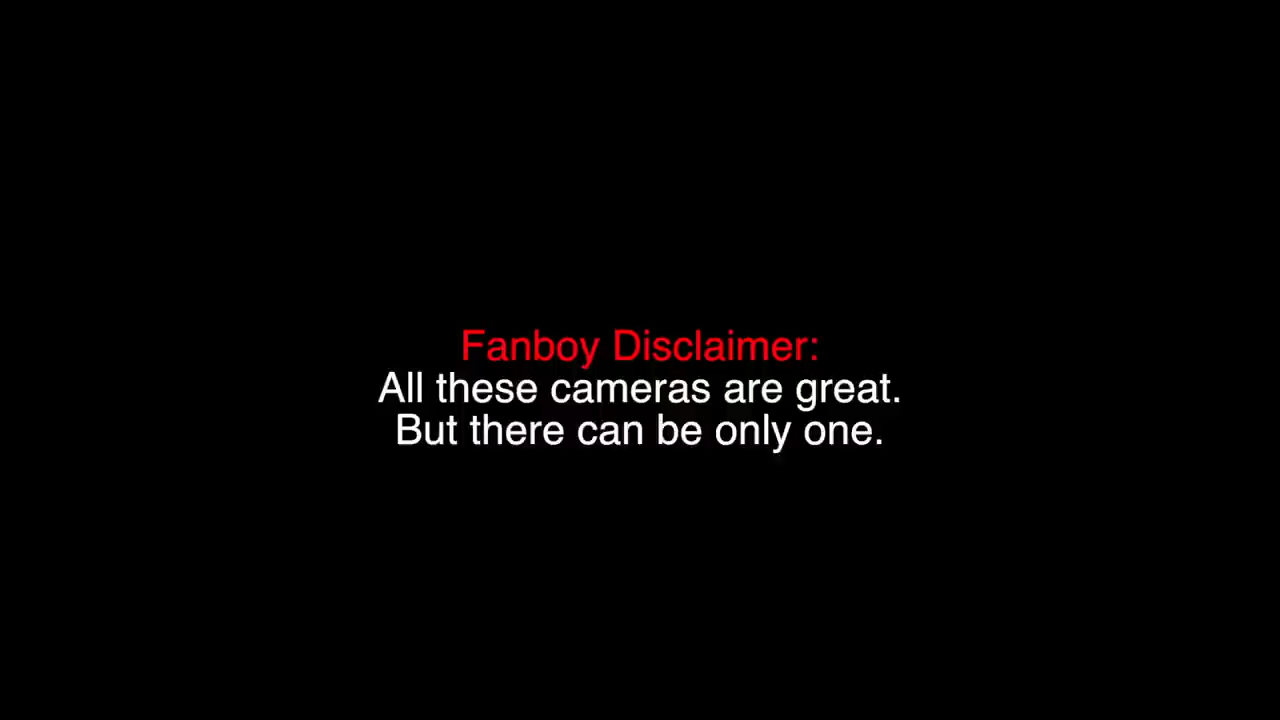 Fanboy Disclaimer:
All these cameras are great.
But there can be only one.